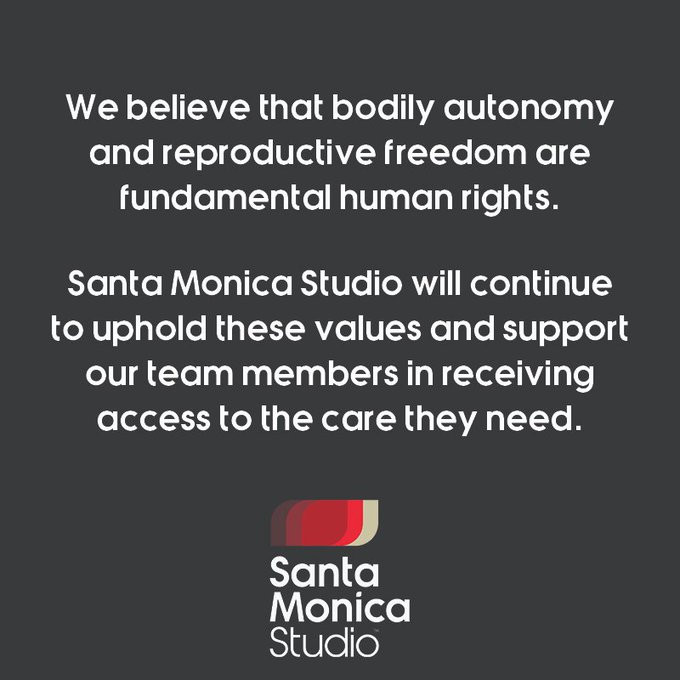 We believe that bodily autonomy
and reproductive freedom are
fundamental human rights.
Santa Monica Studio will continue
to uphold these values and support
our team members in receiving
access to the care they need.
Santa
Monica
Studio™